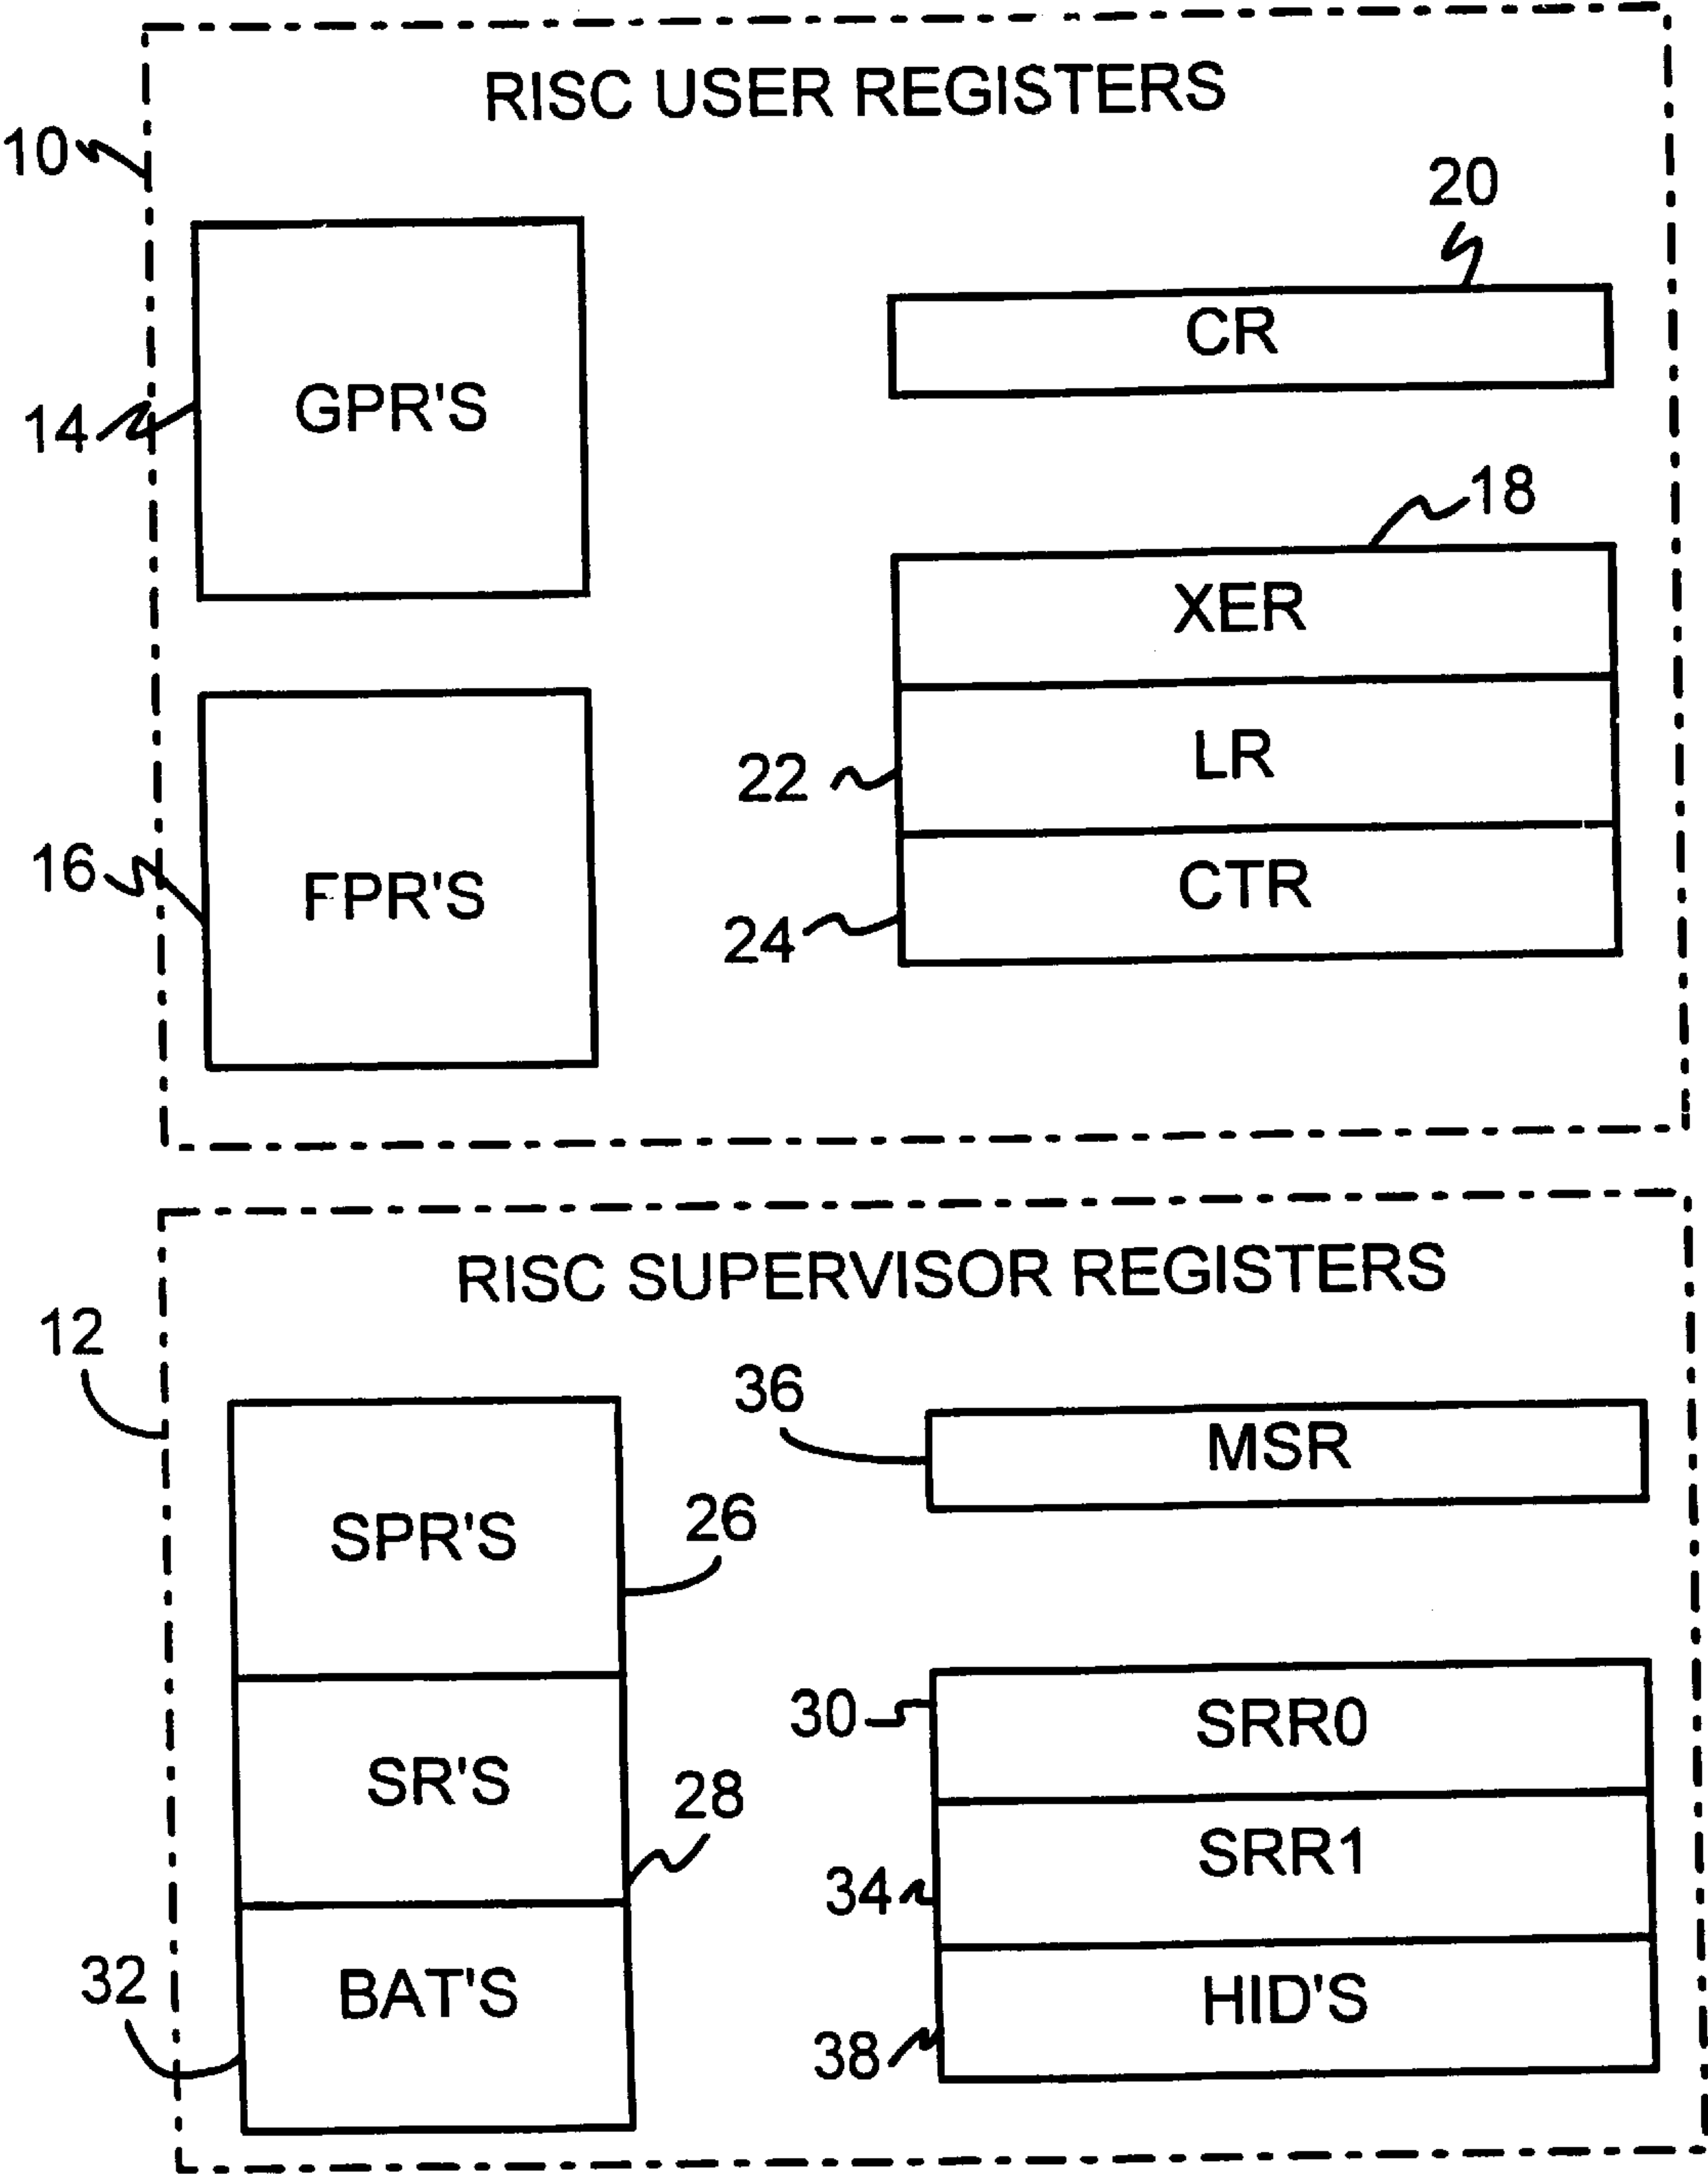 RISC USER REGISTERS
10
20
CR
GPR'S
14
18
XER
LR
22
16
FPR'S
CTR
24
RISC SUPERVISOR REGISTERS
12
36
MSR
SPR'S
26
30
SRR0
SR'S
28
SRR1
34
32
BAT'S
HID'S
38